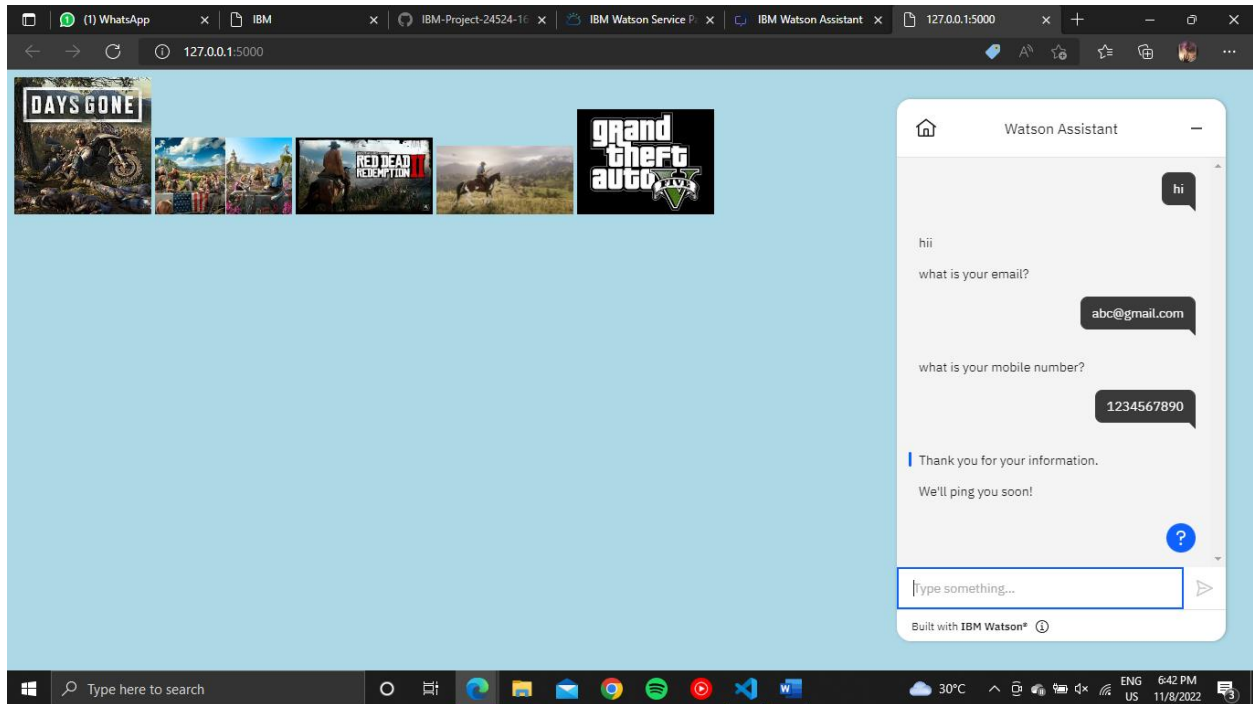 (1) WhatsApp
IBM
IBM-Project-24524-16
IBM Watson Service P
IBM Watson Assistant
127.0.0.1:5000
127.0.0.1:5000
DAYS GONE
RED DEAD
REDEMPTION II
grand
theft
auto
FIVE
Watson Assistant
hi
hii
what is your email?
abc@gmail.com
what is your mobile number?
1234567890
Thank you for your information.
We'll ping you soon!
?
Type something...
Built with IBM Watson®
Type here to search
W
30°C
ENG
US
6:42 PM
11/8/2022
3